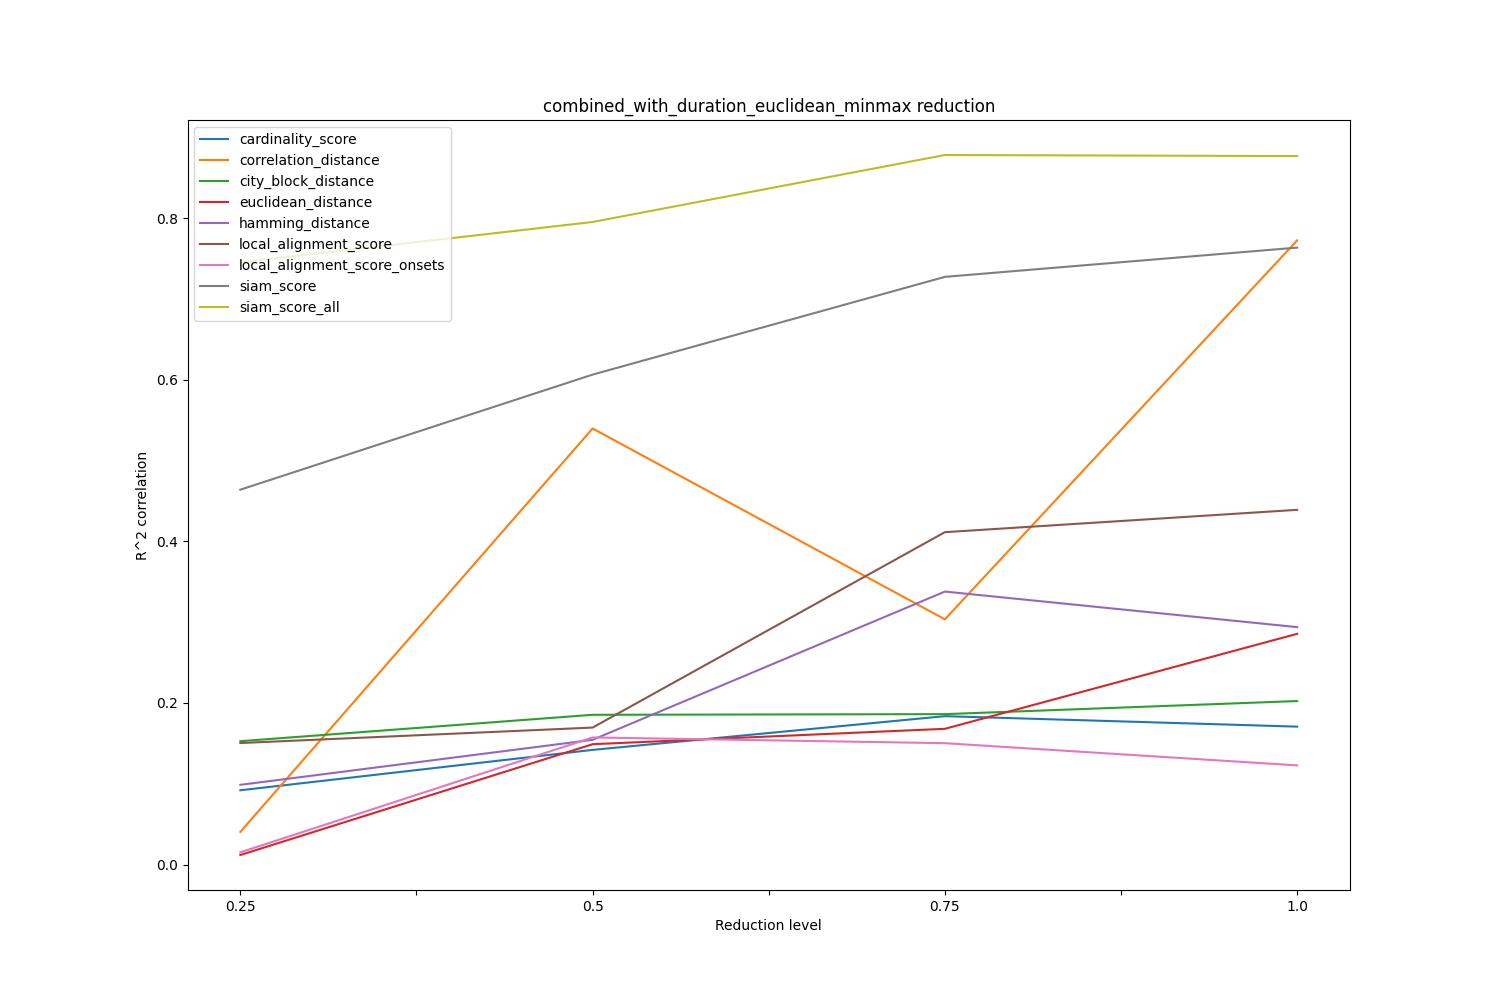 combined_with_duration_euclidean_minmax reduction
cardinality_score
correlation_distance
city_block_distance
euclidean_distance
hamming_distance
local_alignment_score
local_alignment_score_onsets
siam_score
siam_score_all
0.8
0.6
0.4
0.2
0.0
R^2 correlation
0.25 0.5 0.75 1.0
Reduction level